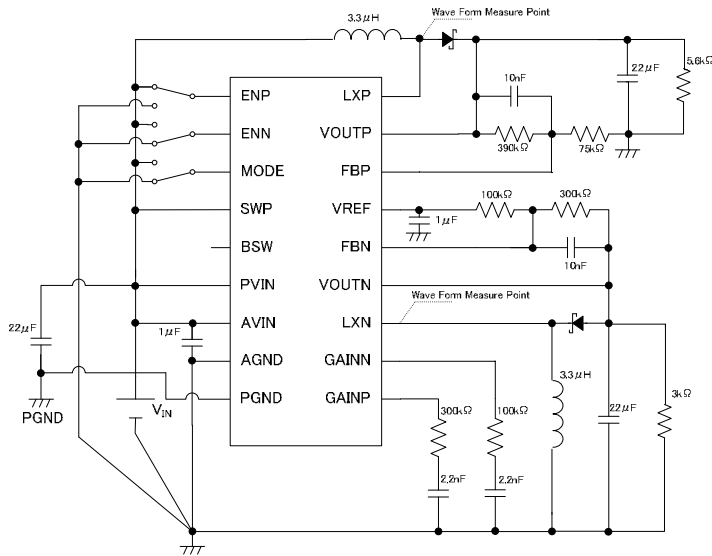 3.3μH
Wave Form Measure Point
5.6kΩ
22μF
10nF
ENP
LXP
ENN
VOUTP
390kΩ
75kΩ
MODE
FBP
SWP
VREF
100kΩ
300kΩ
1μF
BSW
FBN
10nF
PVIN
VOUTN
Wave Form Measure Point
22μF
1μF
AVIN
LXN
AGND
GAINN
3.3μH
PGND
VIN
PGND
GAINP
300kΩ
100kΩ
22μF
3kΩ
2.2nF
2.2nF